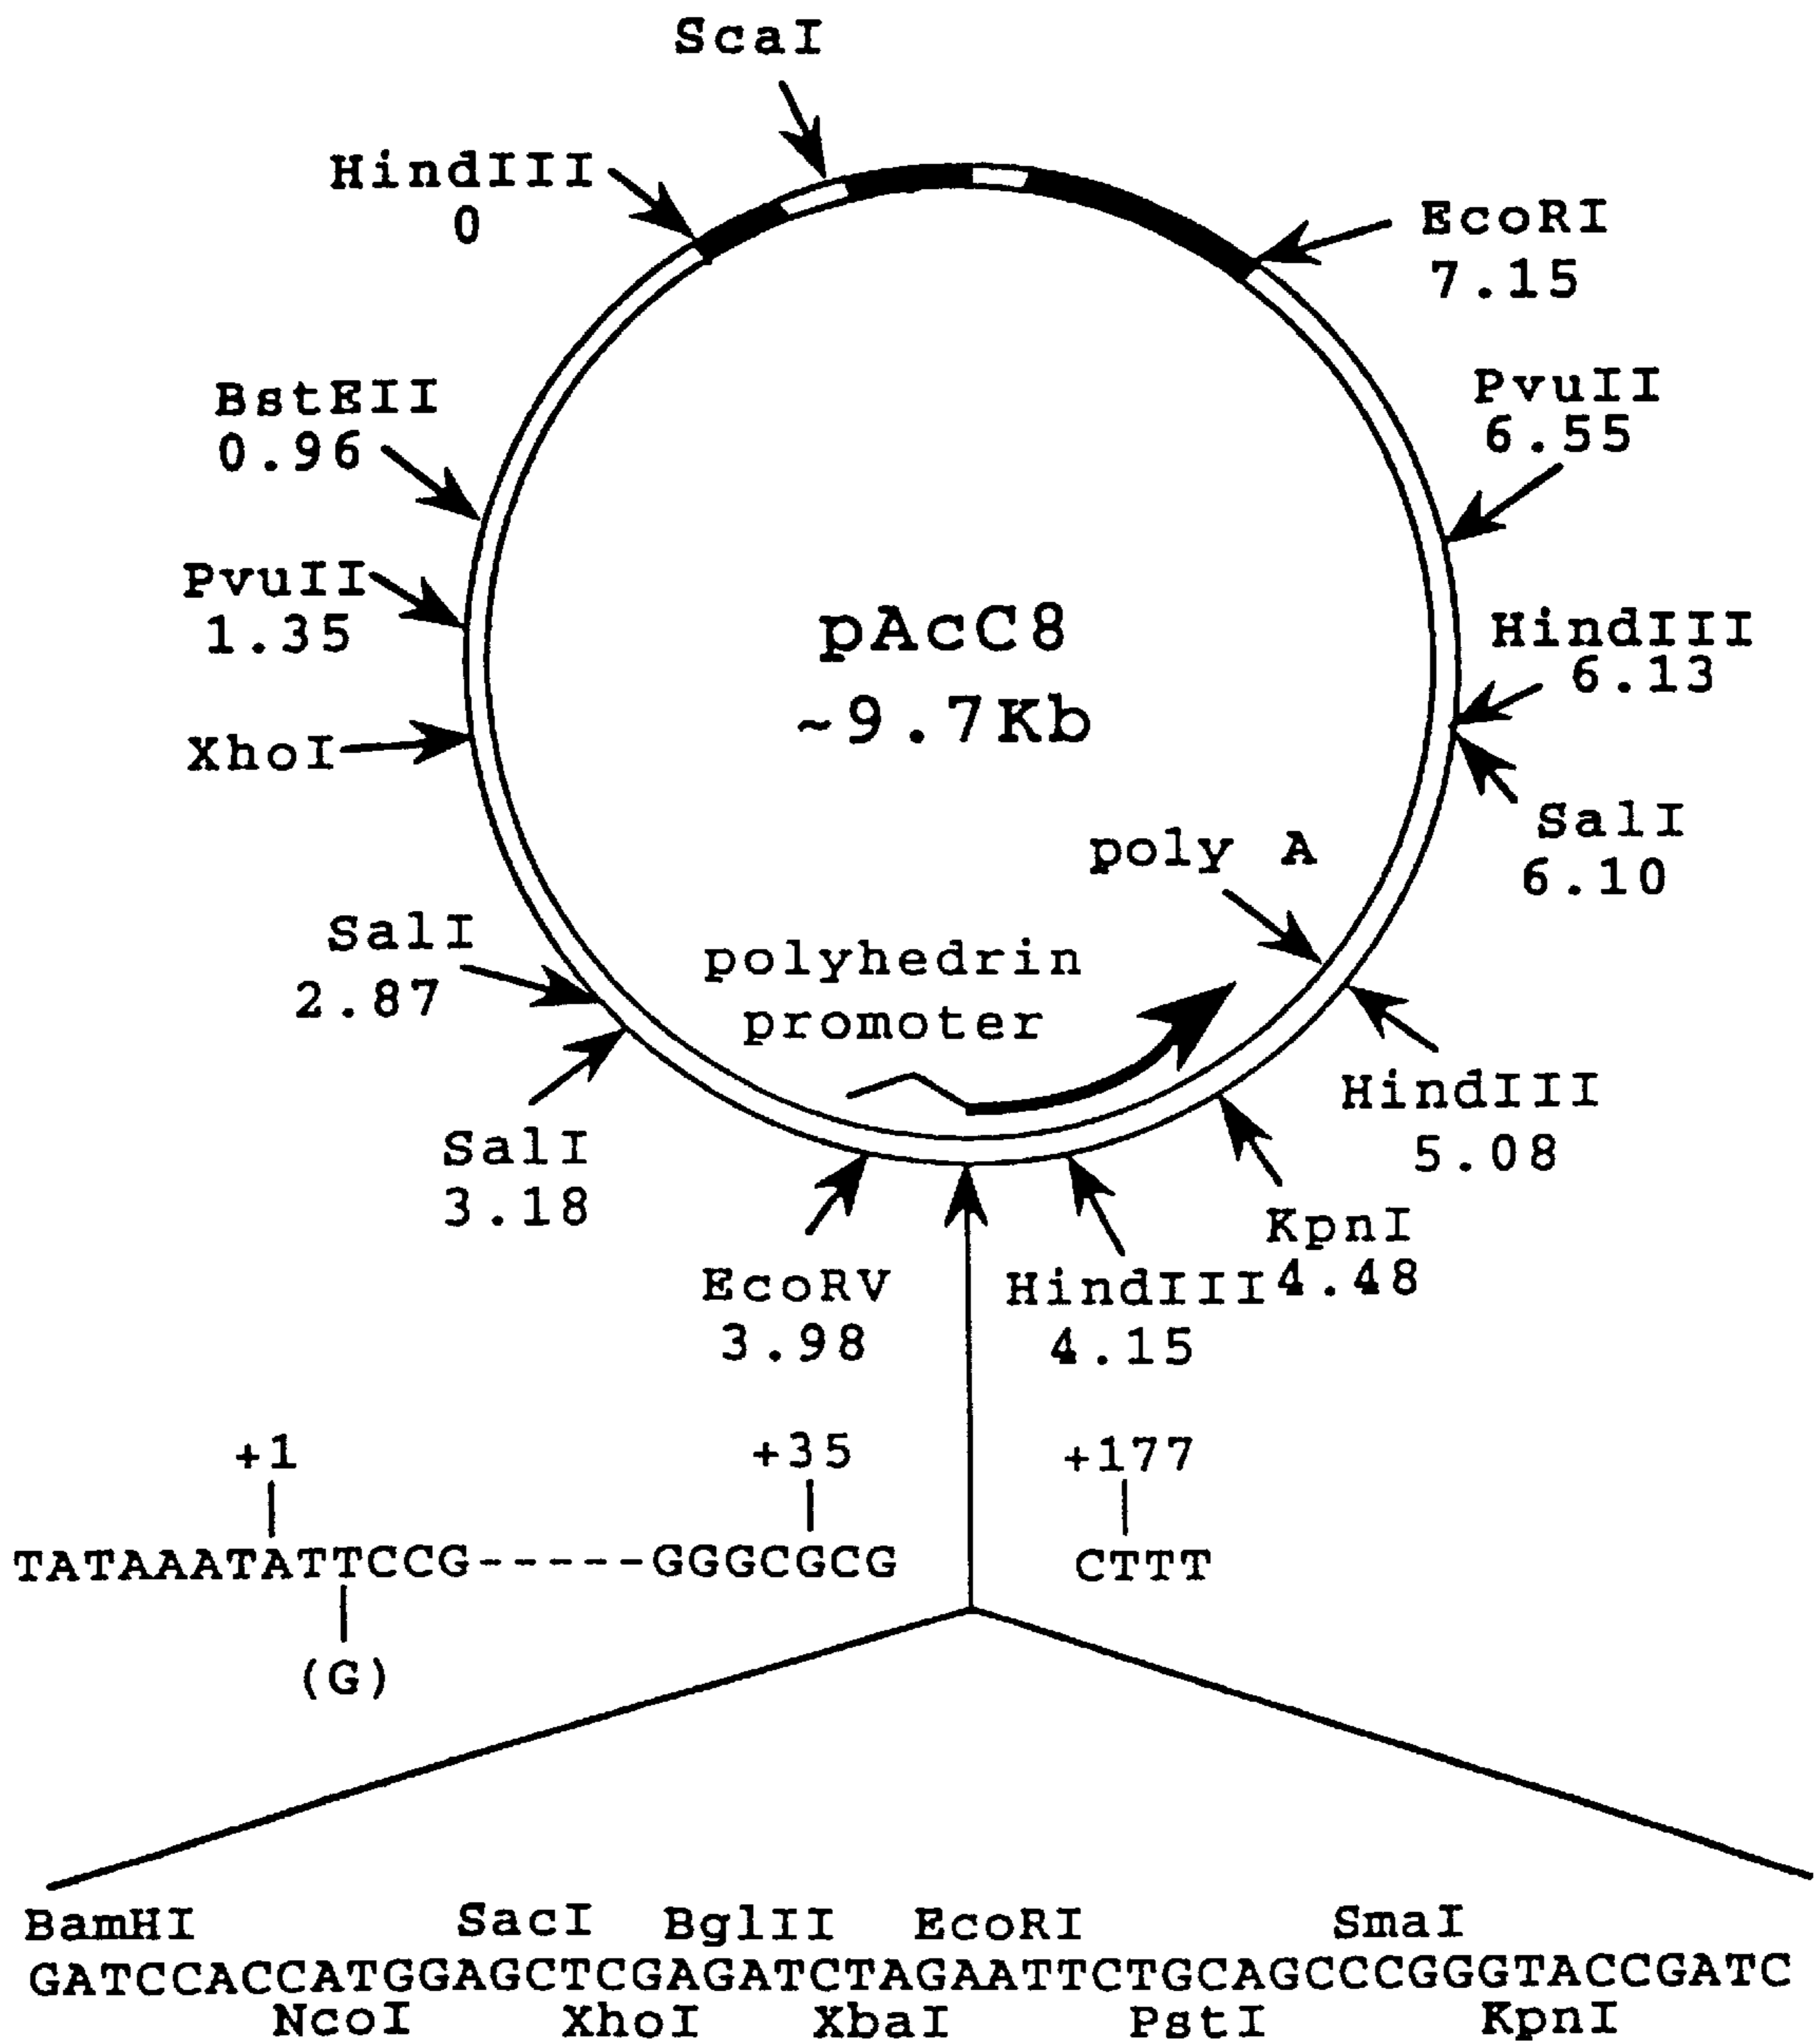 ScaI
HindIII
0
EcoRI
7.15
BstEII
0.96
PvuII
6.55
PvuII
1.35
pAcC8
~9.7Kb
HindIII
6.13
XhoI
SalI
6.10
poly A
SalI
2.87
polyhedrin
promoter
HindIII
5.08
SalI
3.18
KpnI
4.48
EcoRV
3.98
HindIII
4.15
+1
+35
+177
TATAAATATTCCG-----GGGCGCG
CTTT
(G)
BamHI SacI BglII EcoRI SmaI
GATCCACCATGGAGCTCGAGATCTAGAATTCTGCAGCCCGGGTACCGATC
NcoI XhoI XbaI PstI KpnI